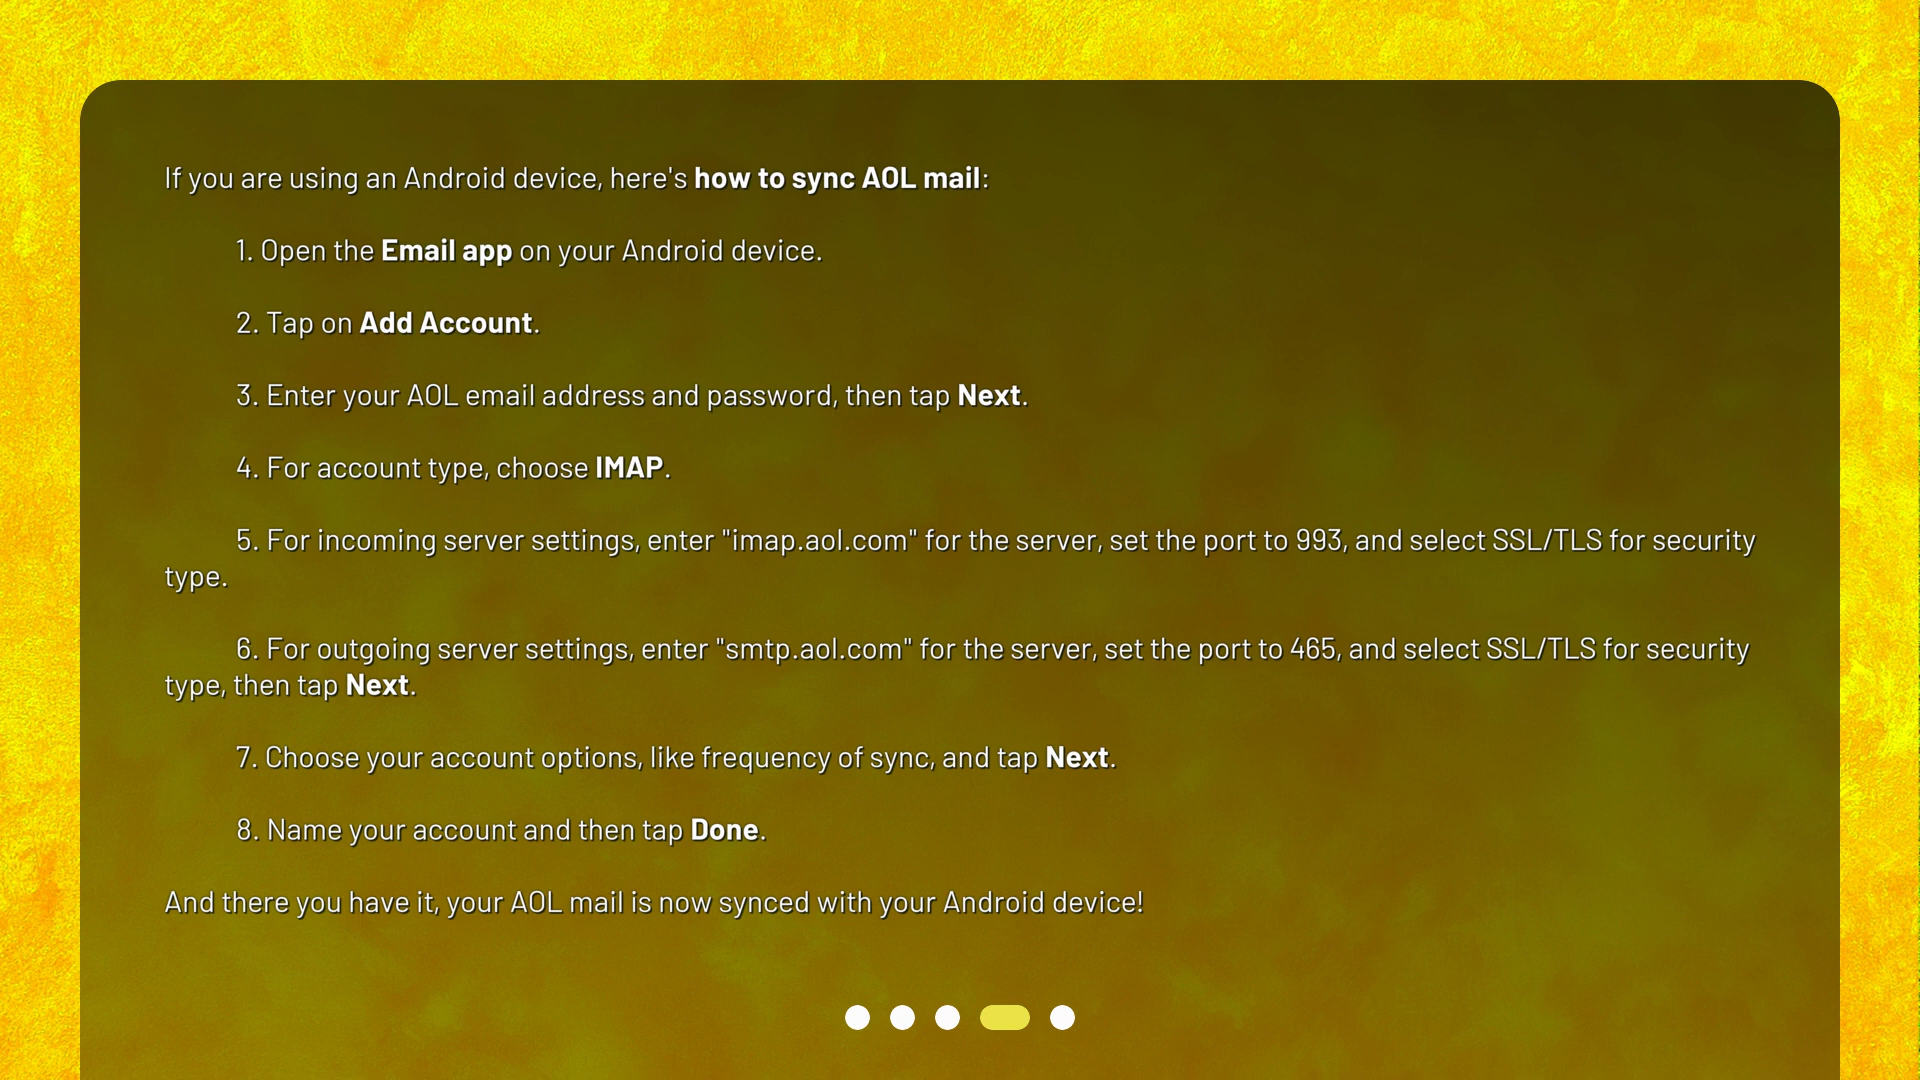 If you are using an Android device, here's how to sync AOL mail:
1. Open the Email app on your Android device.
2. Tap on Add Account.
3. Enter your AOL email address and password, then tap Next.
4. For account type, choose IMAP.
5. For incoming server settings, enter "imap.aol.com" for the server, set the port to 993, and select SSL/TLS for security
type.
6. For outgoing server settings, enter "smtp.aol.com" for the server, set the port to 465, and select SSL/TLS for security
type, then tap Next.
7. Choose your account options, like frequency of sync, and tap Next.
8. Name your account and then tap Done.
And there you have it, your AOL mail is now synced with your Android device!